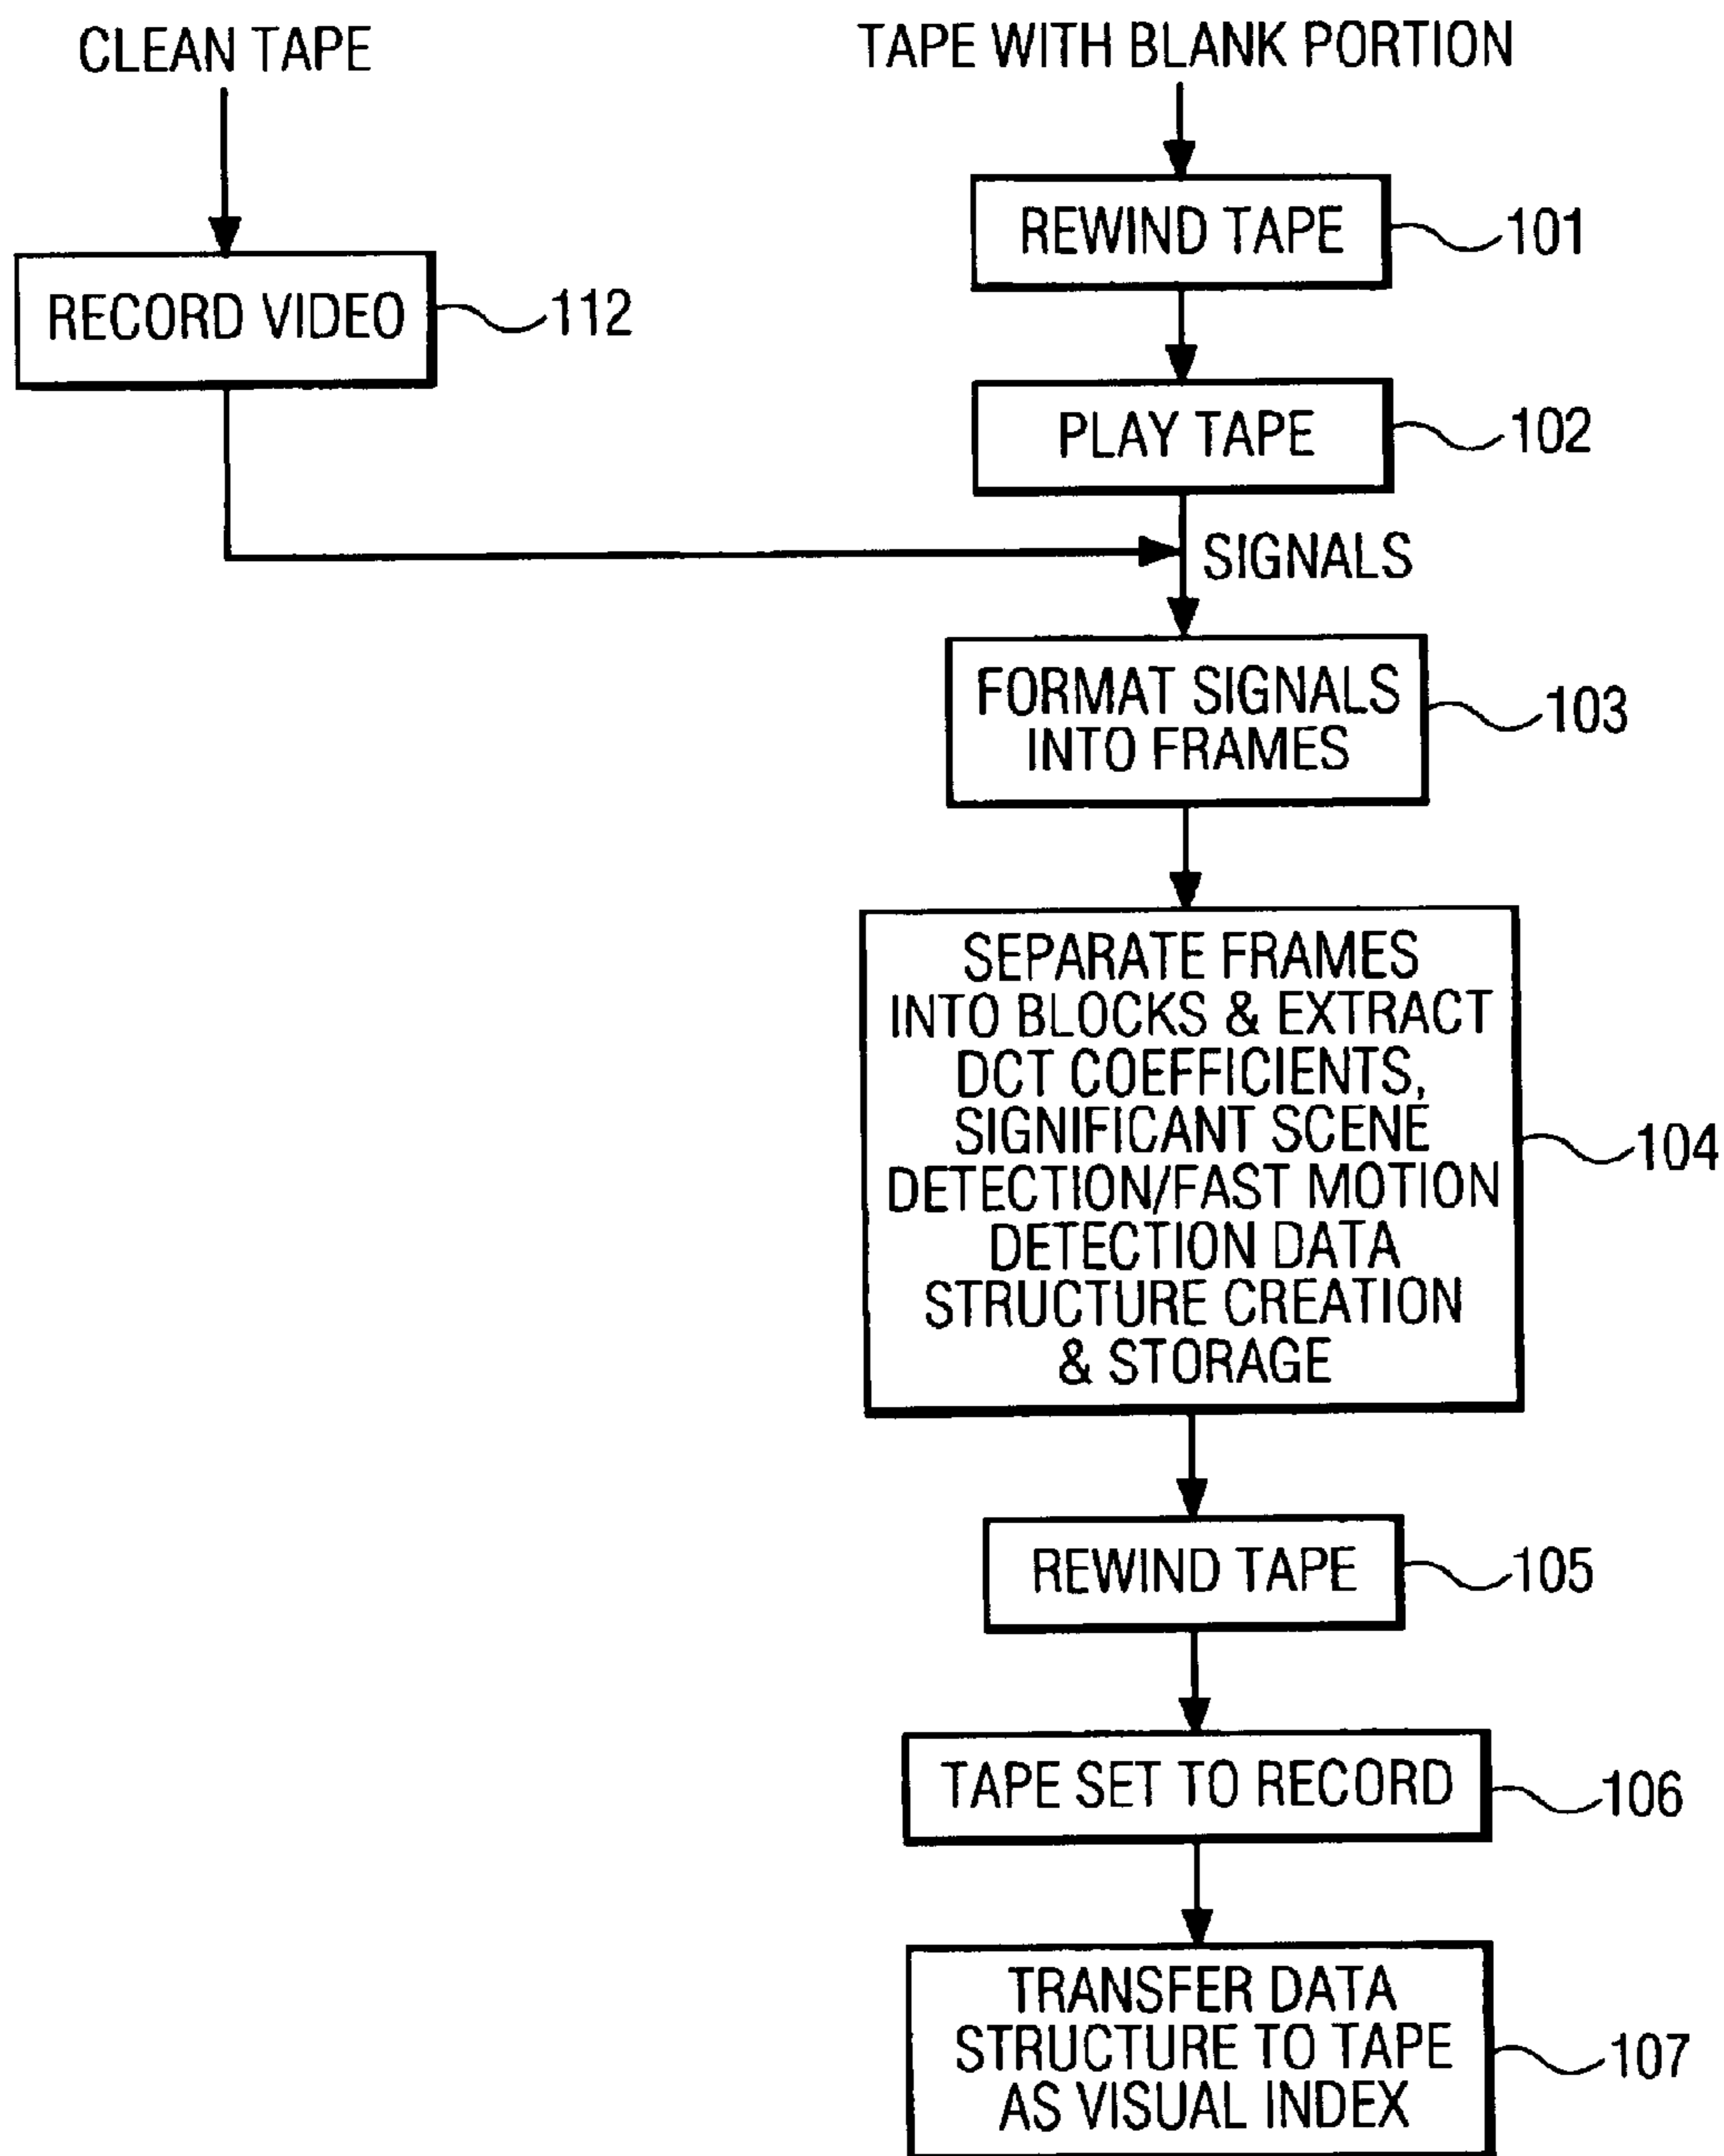 CLEAN TAPE
TAPE WITH BLANK PORTION
REWIND TAPE
101
RECORD VIDEO
112
PLAY TAPE
102
SIGNALS
FORMAT SIGNALS
INTO FRAMES
103
SEPARATE FRAMES
INTO BLOCKS & EXTRACT
DCT COEFFICIENTS,
SIGNIFICANT SCENE
DETECTION/FAST MOTION
DETECTION DATA
STRUCTURE CREATION
& STORAGE
104
REWIND TAPE
105
TAPE SET TO RECORD
106
TRANSFER DATA
STRUCTURE TO TAPE
AS VISUAL INDEX
107